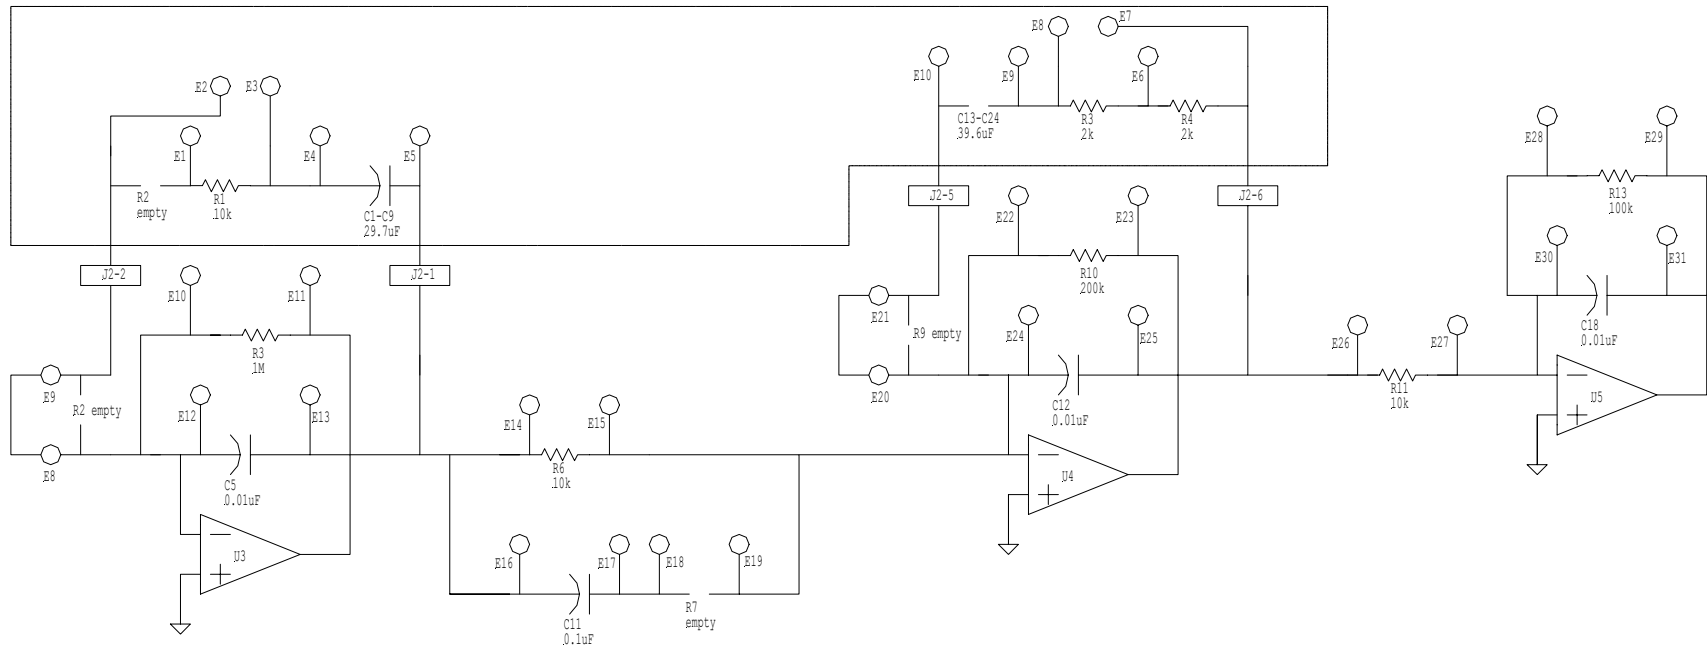 E8
E7
E10
E9
E6
E2
E3
C13-C24
39.6uF
R3
2k
R4
2k
E28
E29
E1
E4
E5
R2
empty
R1
10k
C1-C9
29.7uF
J2-5
J2-6
R13
100k
E22
E23
E30
E31
J2-2
J2-1
R10
200k
E10
E11
E21
R9 empty
E24
E25
C18
0.01uF
E26
E27
R3
1M
E9
R2 empty
E12
E13
E20
C12
0.01uF
R11
10k
U5
E14
E15
E8
C5
0.01uF
R6
10k
U4
U3
E16
E17
E18
E19
C11
0.1uF
R7
empty